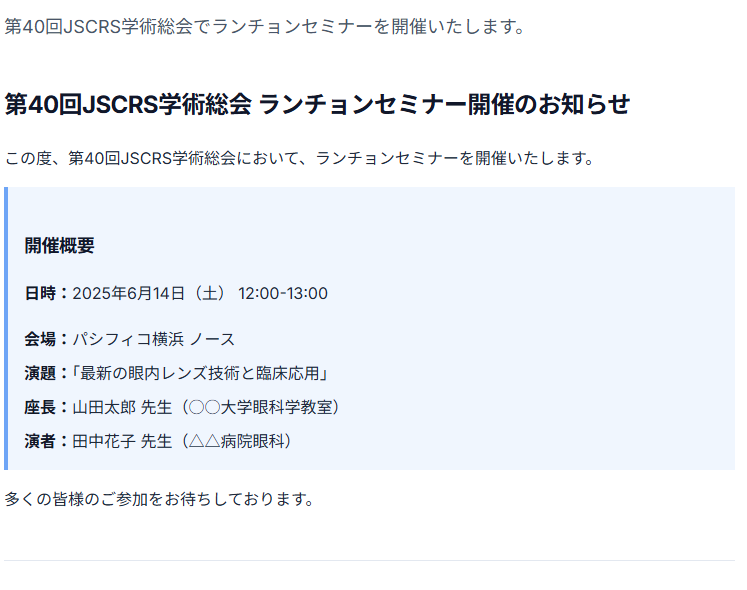 第40回JSCRS学術総会でランチョンセミナーを開催いたします。
第40回JSCRS学術総会 ランチョンセミナー開催のお知らせ
この度、第40回JSCRS学術総会において、ランチョンセミナーを開催いたします。
開催概要
日時：2025年6月14日（土） 12:00-13:00
会場：パシフィコ横浜 ノース
演題：「最新の眼内レンズ技術と臨床応用」
座長：山田太郎 先生（○○大学眼科学教室）
演者：田中花子 先生（△△病院眼科）
多くの皆様のご参加をお待ちしております。